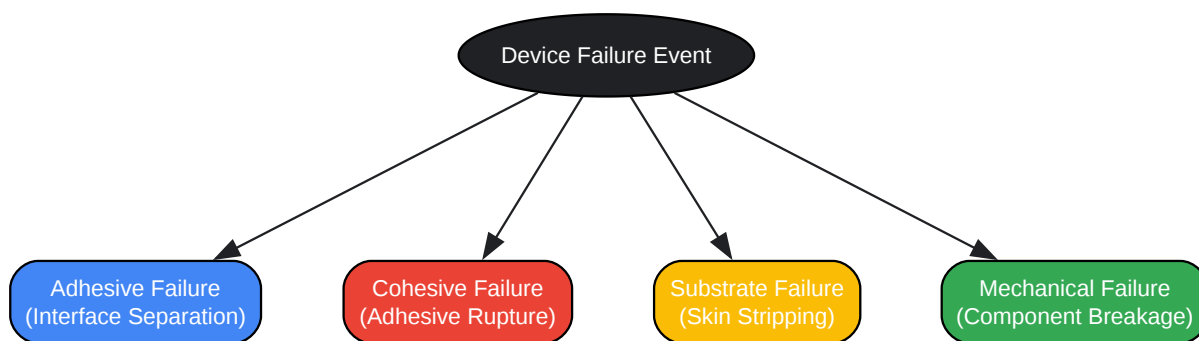 Device Failure Event
Adhesive Failure
(Interface Separation)
Cohesive Failure
(Adhesive Rupture)
Substrate Failure
(Skin Stripping)
Mechanical Failure
(Component Breakage)